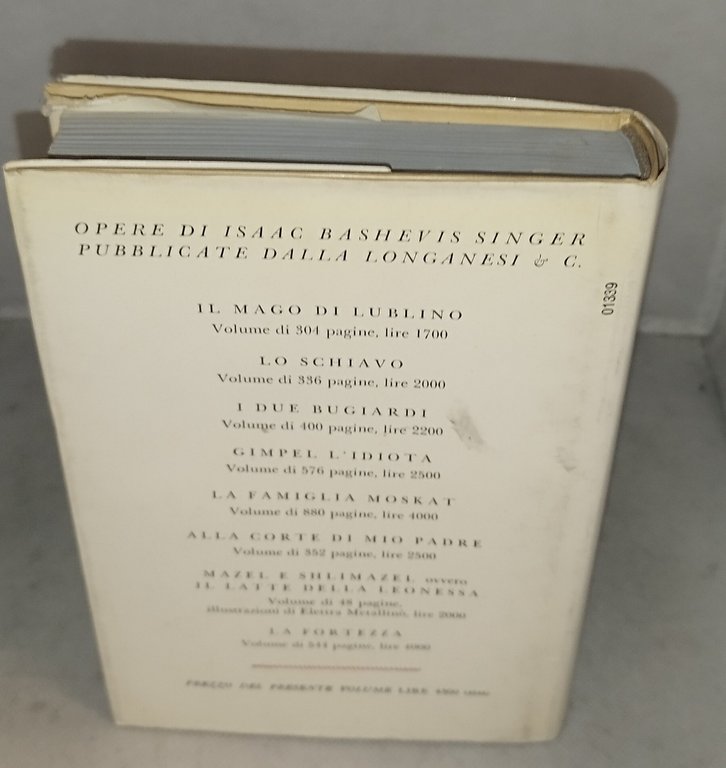 OPERE DI ISAAC BASHEVIS SINGER
PUBBLICATE DALLA LONGANESI & C.
01339
IL MAGO DI LUBLINO
Volume di 304 pagine, lire 1700
LO SCHIAVO
Volume di 336 pagine, lire 2000
I DUE BUGIARDI
Volume di 400 pagine, lire 2200
GIMPEL L'IDIOTA
Volume di 576 pagine, lire 2500
LA FAMIGLIA MOSKAT
Volume di 880 pagine, lire 4000
ALLA CORTE DI MIO PADRE
Volume di 352 pagine, lire 2500
MAZEL E SHLIMAZEL ovvero
IL LATTE DELLA LEONESSA
Volume di 48 pagine,
illustrazioni di Elettra Metallinò, lire 2000
LA FORTEZZA
Volume di 544 pagine, lire 4000
PREZZO DEL PRESENTE VOLUME LIRE